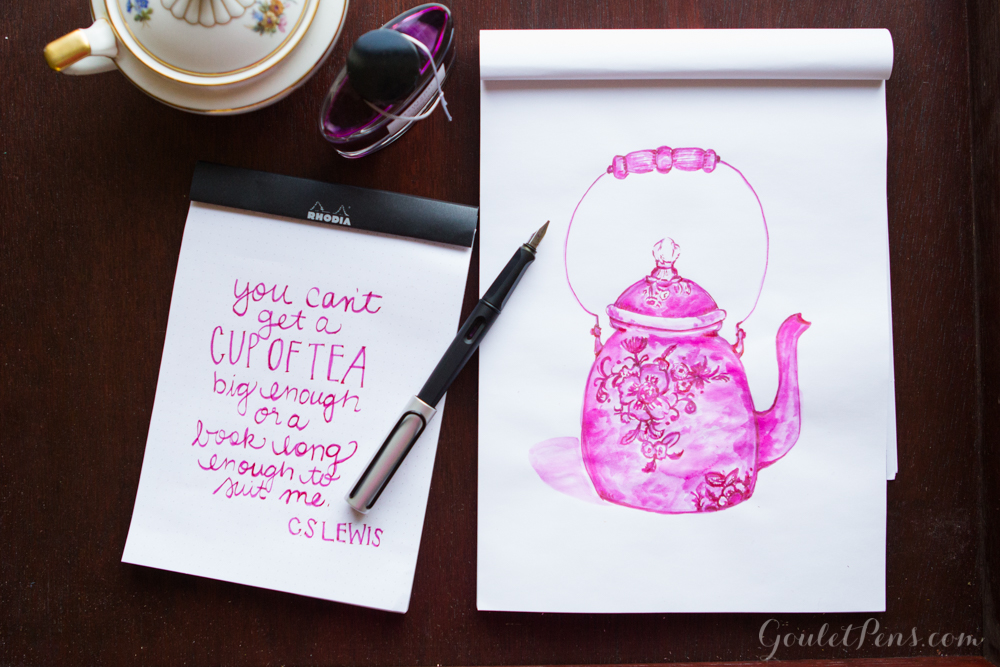 RHODIA
you can't
get a
CUP OF TEA
big enough
or a
book long
enough to
suit me.
CS LEWIS
GouletPens.com